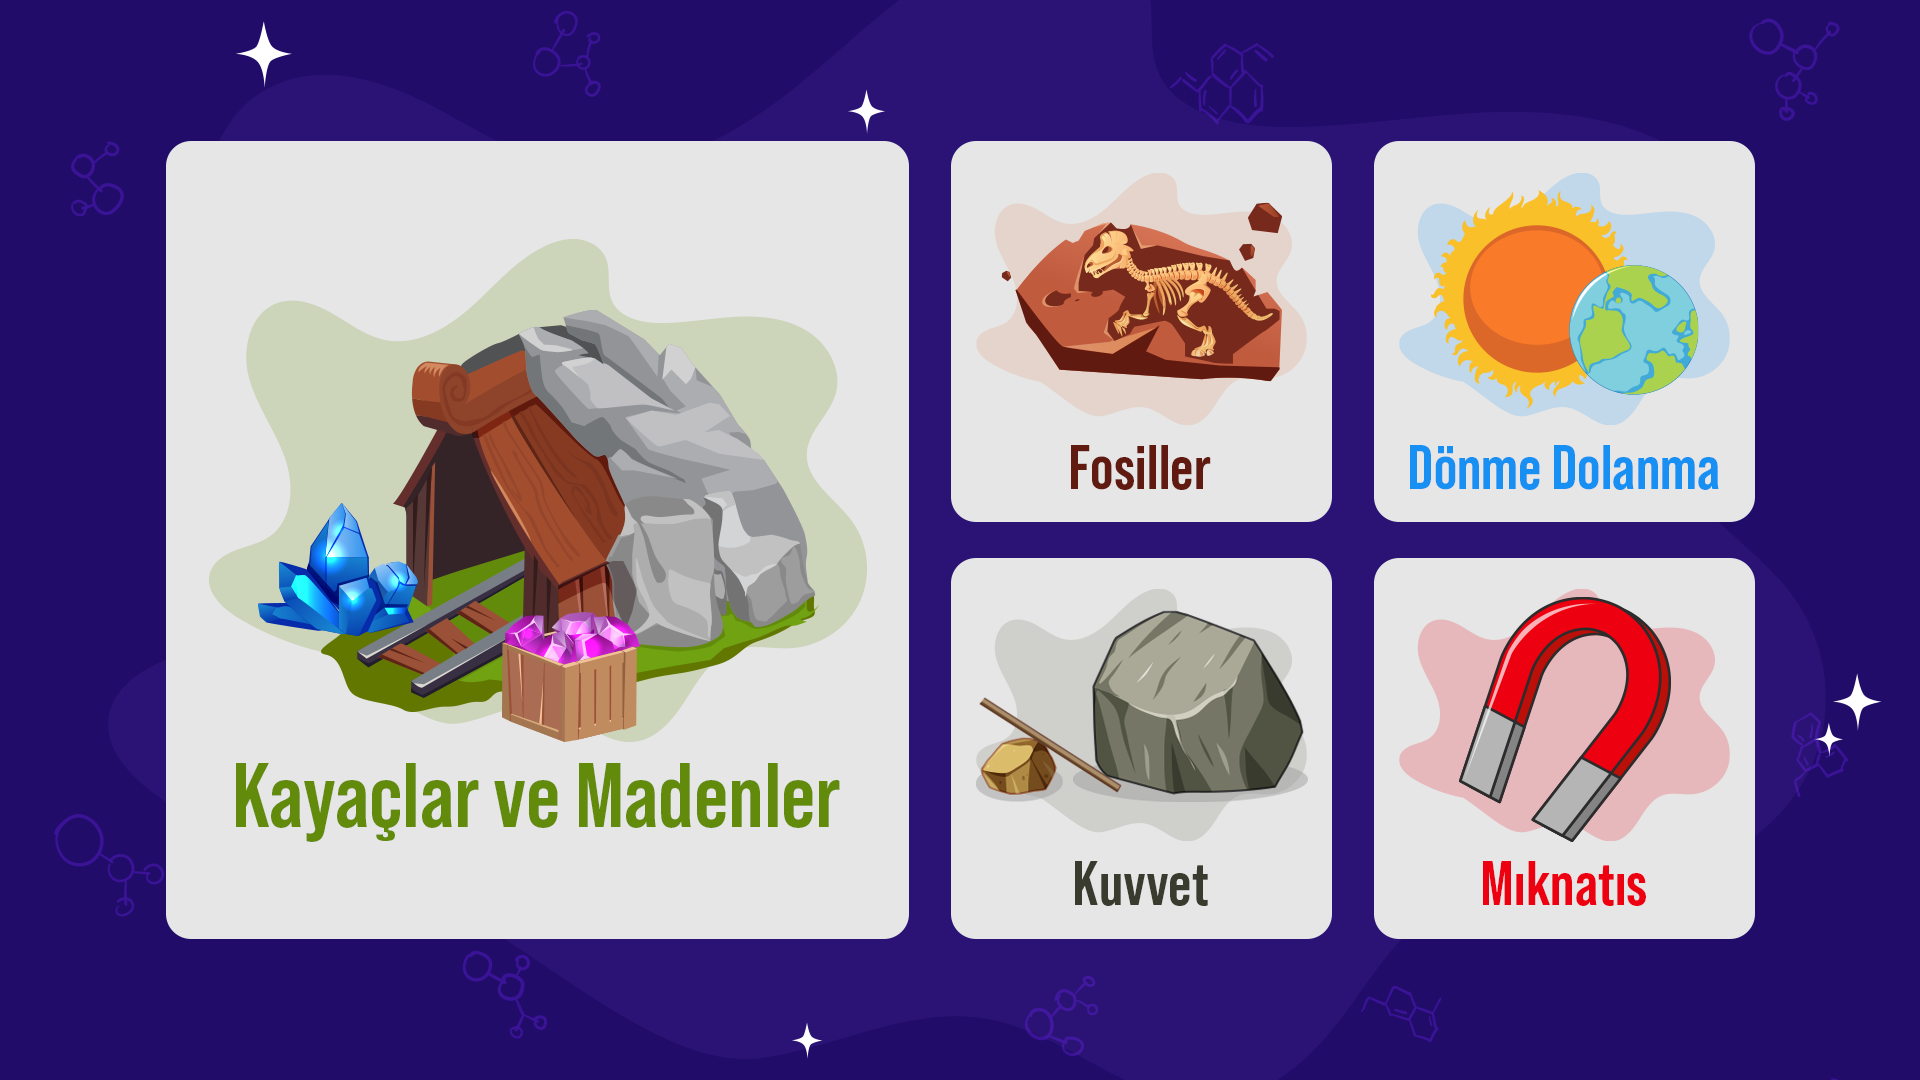 Kayaçlar ve Madenler
Fosiller
Dönme Dolanma
Kuvvet
Mıknatıs